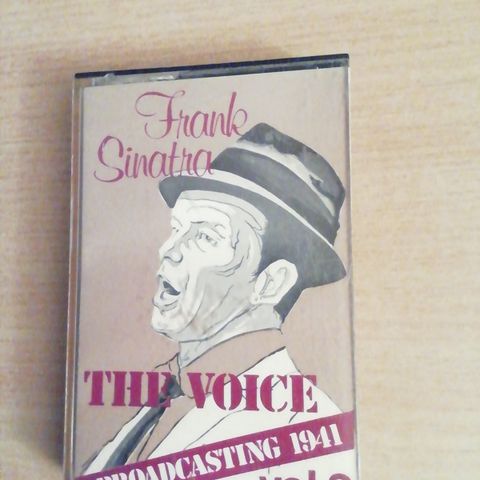 Frank
Sinatra
THE VOICE
BROADCASTING 1941